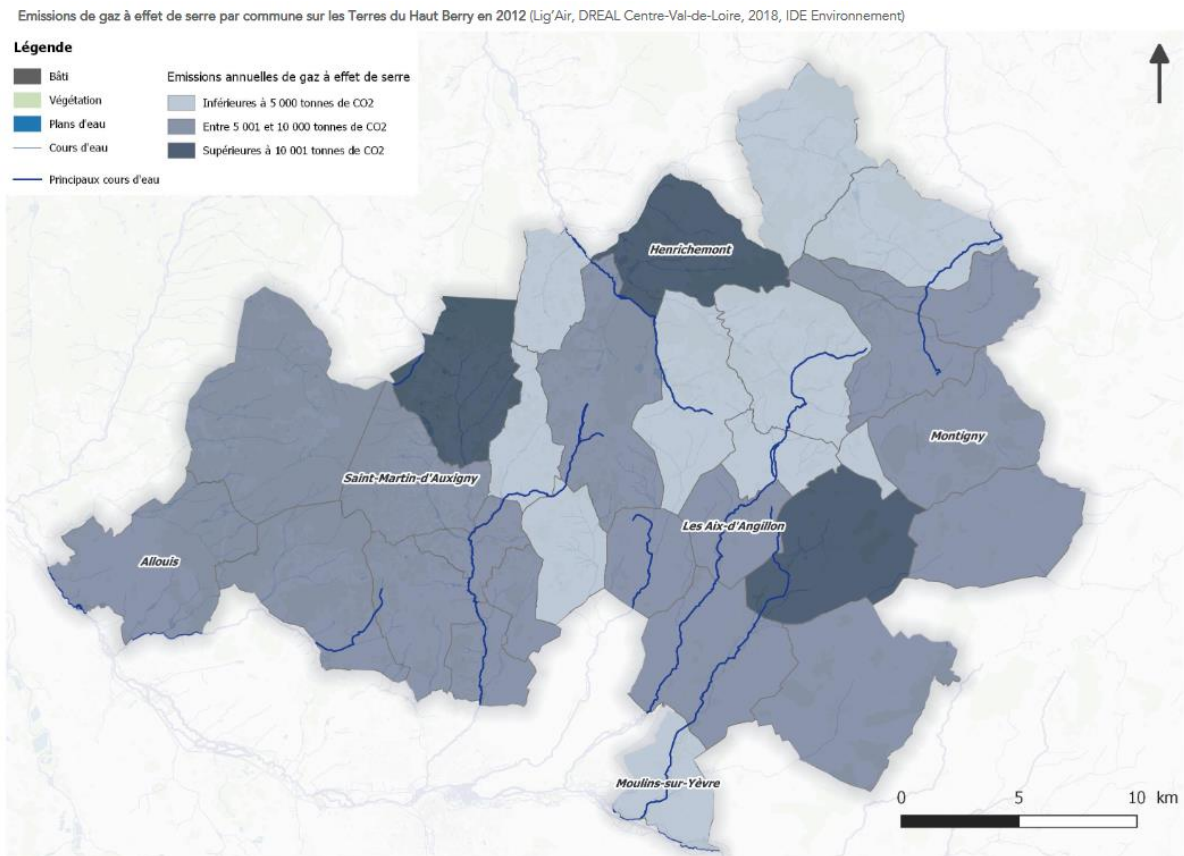 Emissions de gaz à effet de serre par commune sur les Terres du Haut Berry en 2012 (Lig'Air, DREAL Centre-Val-de-Loire, 2018, IDE Environnement)
Légende
Bâti
Végétation
Plans d'eau
Cours d'eau
Principaux cours d'eau
Emissions annuelles de gaz à effet de serre
Inférieures à 5 000 tonnes de CO2
Entre 5 001 et 10 000 tonnes de CO2
Supérieures à 10 001 tonnes de CO2
Henrichemont
Montigny
Saint-Martin-d'Auxigny
Les Aix-d'Angillon
Allouis
Moulins-sur-Yèvre
0 5 10 km